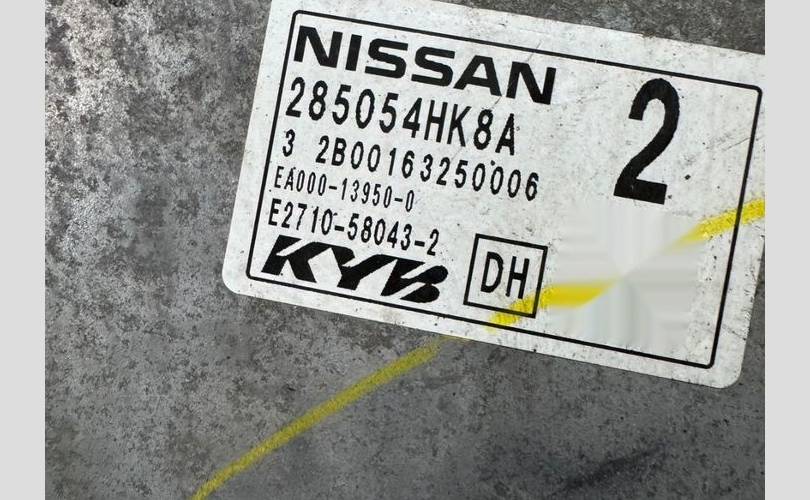 NISSAN
285054HK8A
2
3 2B00163250006
EA000-13950-0
E2710-58043-2
KYB
DH